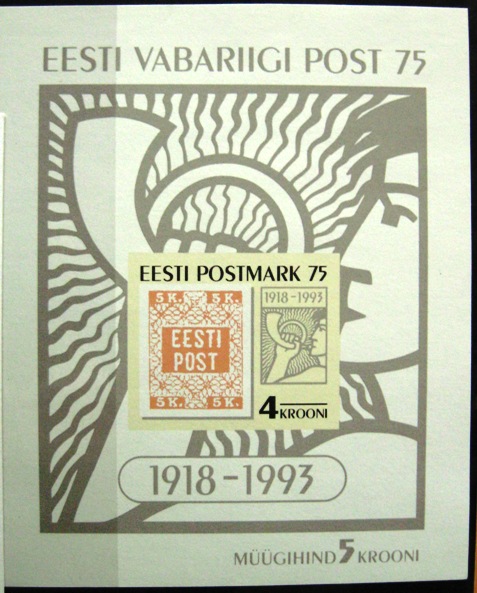 EESTI VABARIIGI POST 75
EESTI POSTMARK 75
5 K. 5 K.
EESTI
POST
5 K. 5 K.
1918-1993
4 KROONI
1918-1993
MÜÜGIHIND 5 KROONI